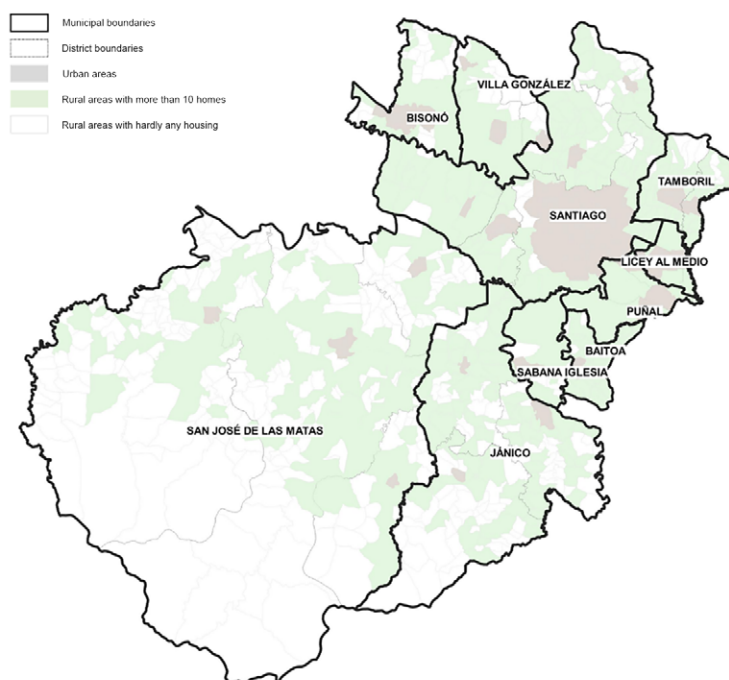 Municipal boundaries
District boundaries
Urban areas
Rural areas with more than 10 homes
Rural areas with hardly any housing
VILLA GONZÁLEZ
BISONÓ
TAMBORIL
SANTIAGO
LICEY AL MEDIO
PUÑAL
BAITOA
SABANA IGLESIA
SAN JOSÉ DE LAS MATAS
JÁNICO